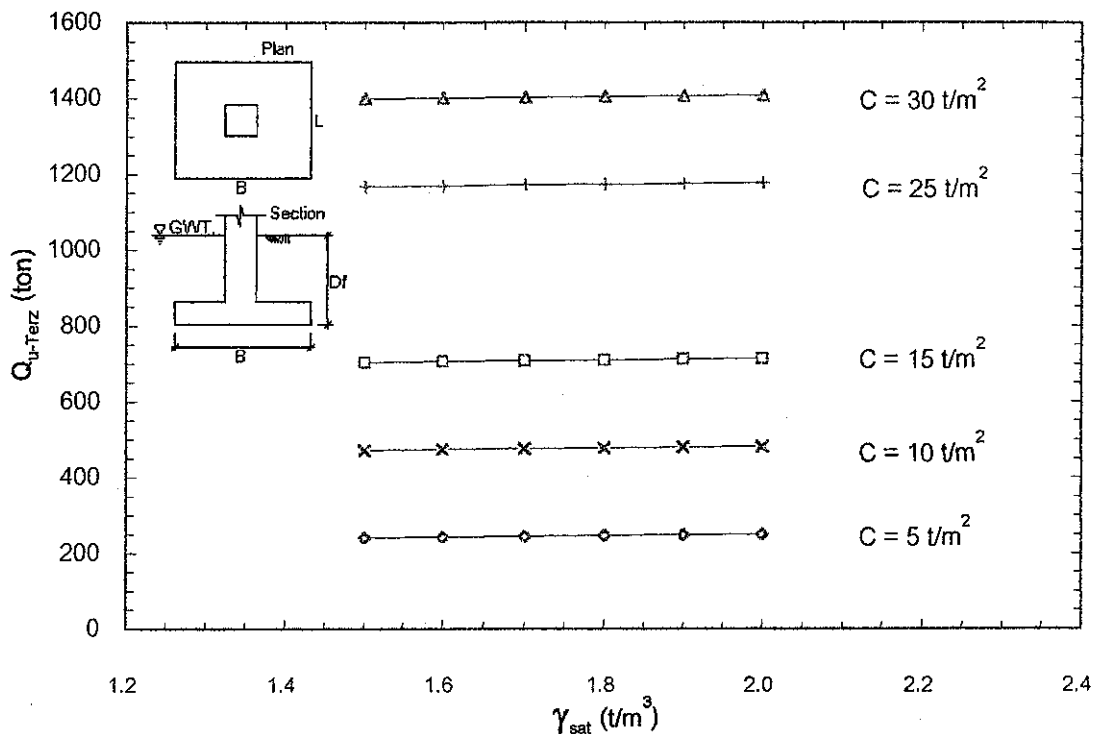 1600
1400
1200
1000
800
600
400
200
0
Q u-Terz (ton)
Plan
L
B
Section
GWT.
Df
B
C = 30 t/m²
C = 25 t/m²
C = 15 t/m²
C = 10 t/m²
C = 5 t/m²
1.2 1.4 1.6 1.8 2.0 2.2 2.4
γsat (t/m³)